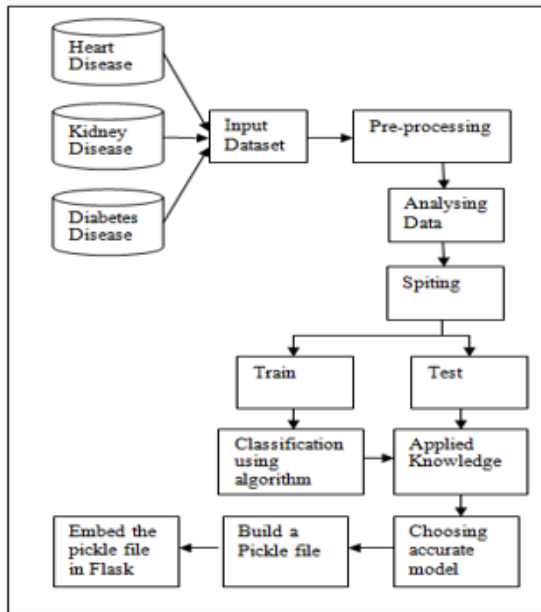 Heart
Disease
Kidney
Disease
Diabetes
Disease
Input
Dataset
Pre-processing
Analysing
Data
Spiting
Train
Test
Classification
using
algorithm
Applied
Knowledge
Embed the
pickle file
in Flask
Build a
Pickle file
Choosing
accurate
model